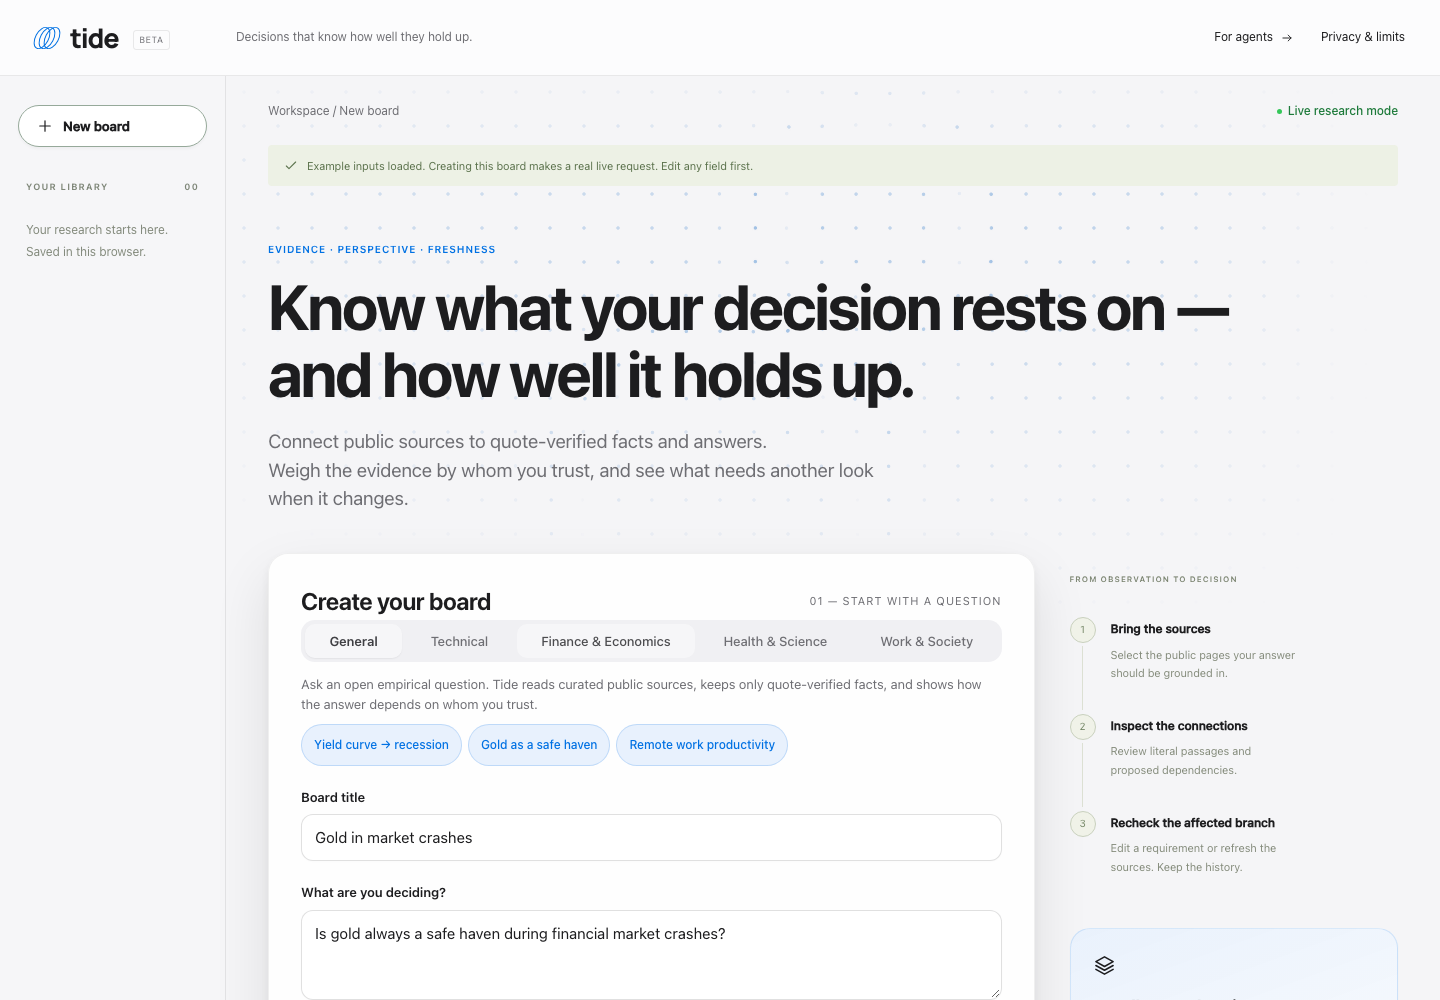 tide
BETA
Decisions that know how well they hold up.
For agents →
Privacy & limits
New board
YOUR LIBRARY 00
Your research starts here.
Saved in this browser.
Workspace / New board
Live research mode
Example inputs loaded. Creating this board makes a real live request. Edit any field first.
EVIDENCE · PERSPECTIVE · FRESHNESS
Know what your decision rests on —
and how well it holds up.
Connect public sources to quote-verified facts and answers.
Weigh the evidence by whom you trust, and see what needs another look
when it changes.
Create your board
01 — START WITH A QUESTION
General
Technical
Finance & Economics
Health & Science
Work & Society
Ask an open empirical question. Tide reads curated public sources, keeps only quote-verified facts, and shows how
the answer depends on whom you trust.
Yield curve → recession
Gold as a safe haven
Remote work productivity
Board title
Gold in market crashes
What are you deciding?
Is gold always a safe haven during financial market crashes?
FROM OBSERVATION TO DECISION
1
Bring the sources
Select the public pages your answer
should be grounded in.
2
Inspect the connections
Review literal passages and
proposed dependencies.
3
Recheck the affected branch
Edit a requirement or refresh the
sources. Keep the history.